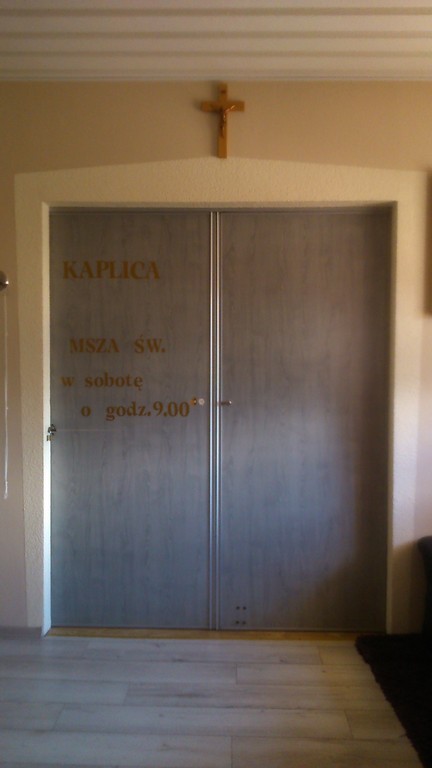 KAPLICA
MSZA ŚW.
w sobotę
o godz.9.00